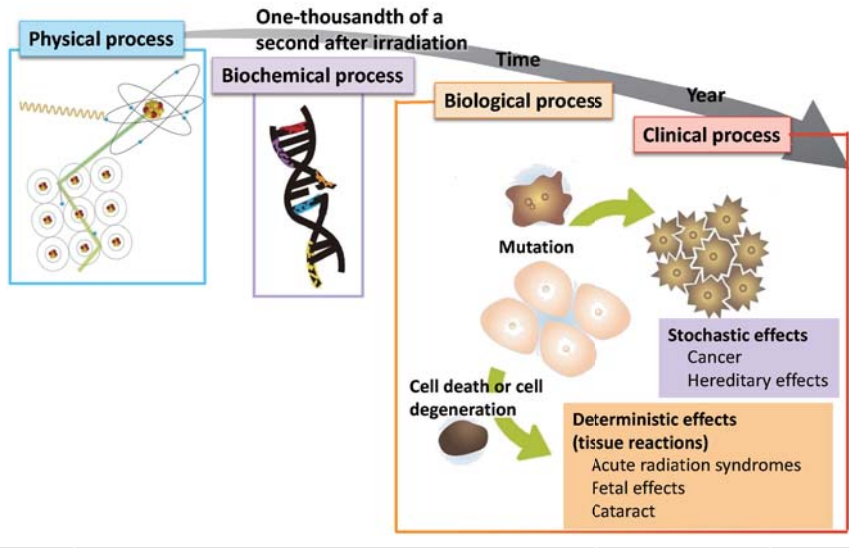 Physical process
One-thousandth of a
second after irradiation
Time
Year
Biochemical process
Biological process
Clinical process
Mutation
Stochastic effects
Cancer
Hereditary effects
Cell death or cell
degeneration
Deterministic effects
(tissue reactions)
Acute radiation syndromes
Fetal effects
Cataract